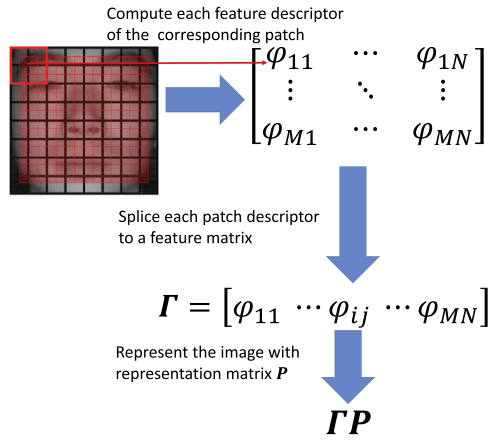 Compute each feature descriptor
of the corresponding patch
φ11 ⋯ φ1N
⋮ ⋱ ⋮
φM1 ⋯ φMN
Splice each patch descriptor
to a feature matrix
Γ = [φ11 ⋯ φij ⋯ φMN]
Represent the image with
representation matrix P
ΓP